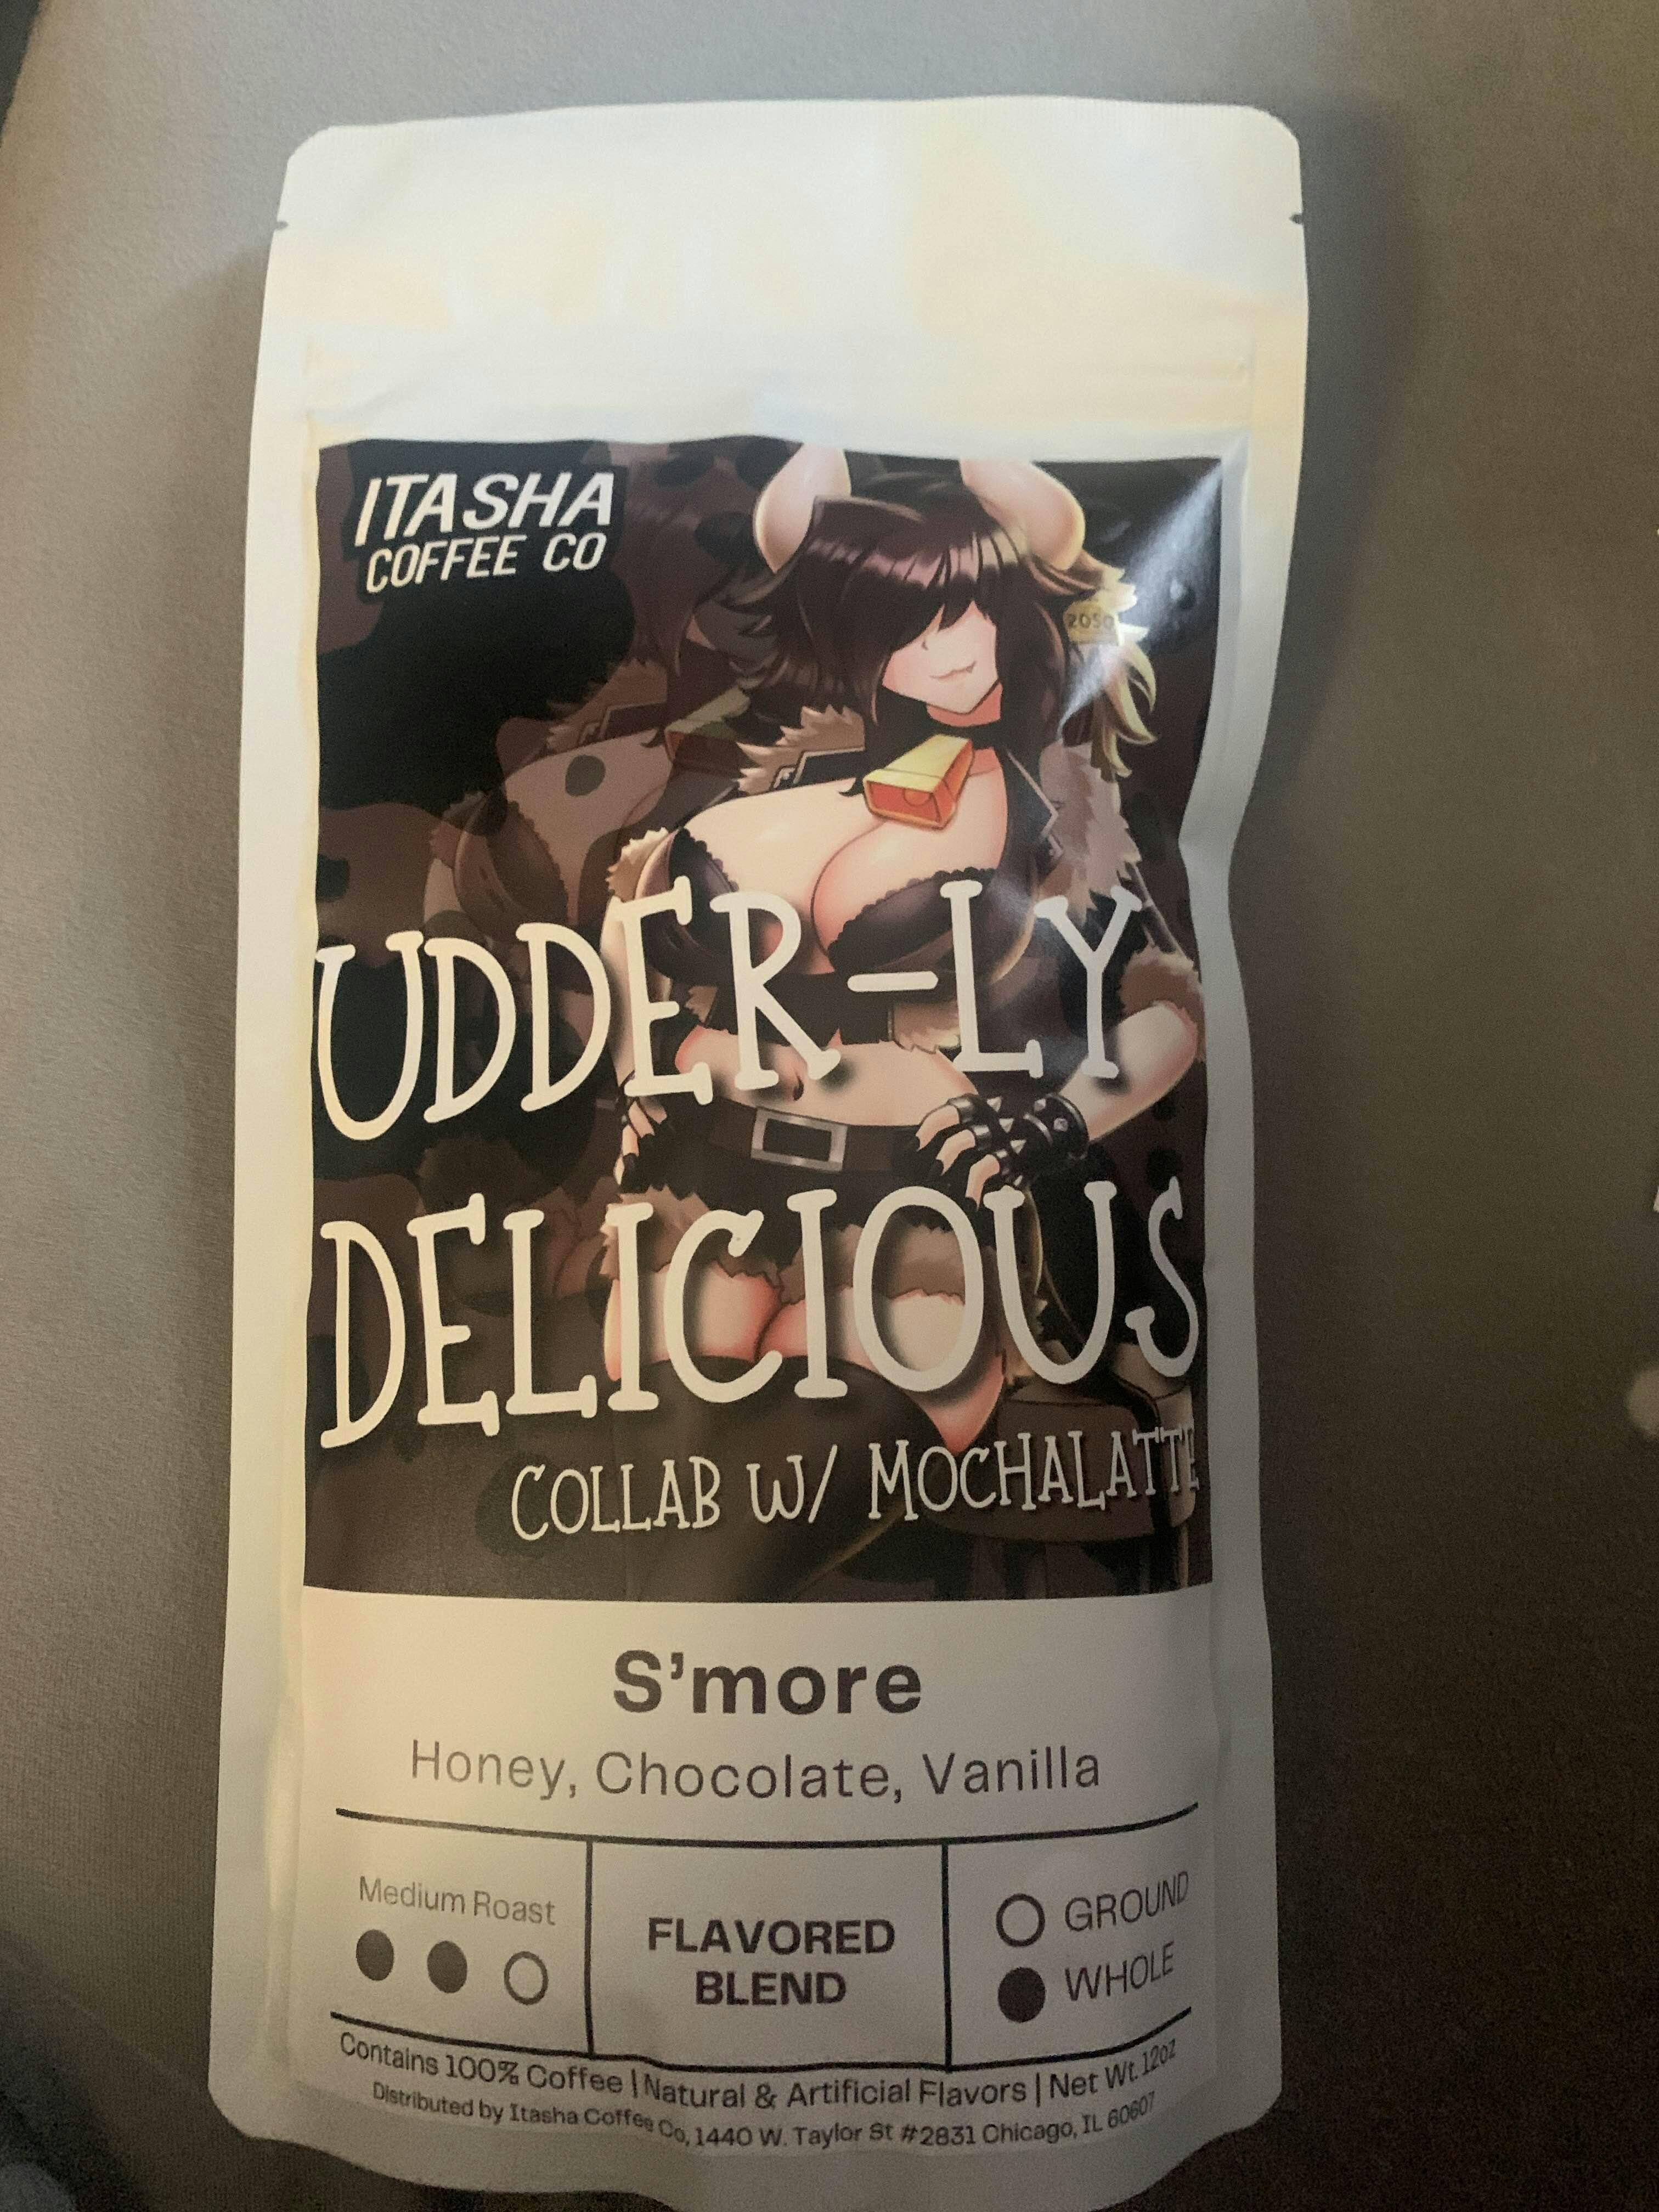 ITASHA
COFFEE CO
2050
UDDER-LY
DELICIOUS
COLLAB W/ MOCHALATTE
S'more
Honey, Chocolate, Vanilla
Medium Roast
FLAVORED
BLEND
GROUND
WHOLE
Contains 100% Coffee | Natural & Artificial Flavors | Net Wt. 12oz
Distributed by Itasha Coffee Co, 1440 W. Taylor St #2831 Chicago, IL 60607